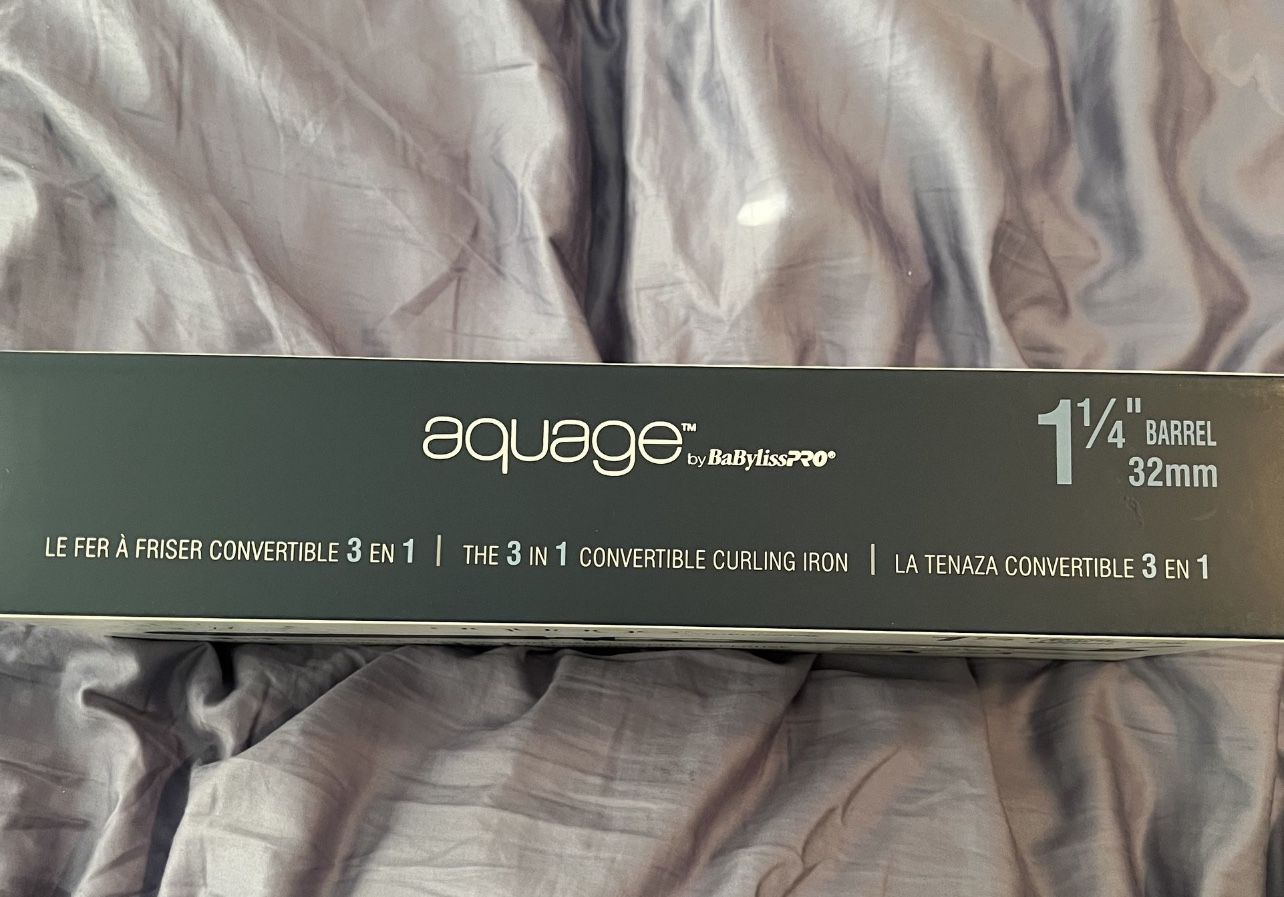 aquage™ by BaBylissPRO®
1 1/4" BARREL
32mm
LE FER À FRISER CONVERTIBLE 3 EN 1 | THE 3 IN 1 CONVERTIBLE CURLING IRON | LA TENAZA CONVERTIBLE 3 EN 1